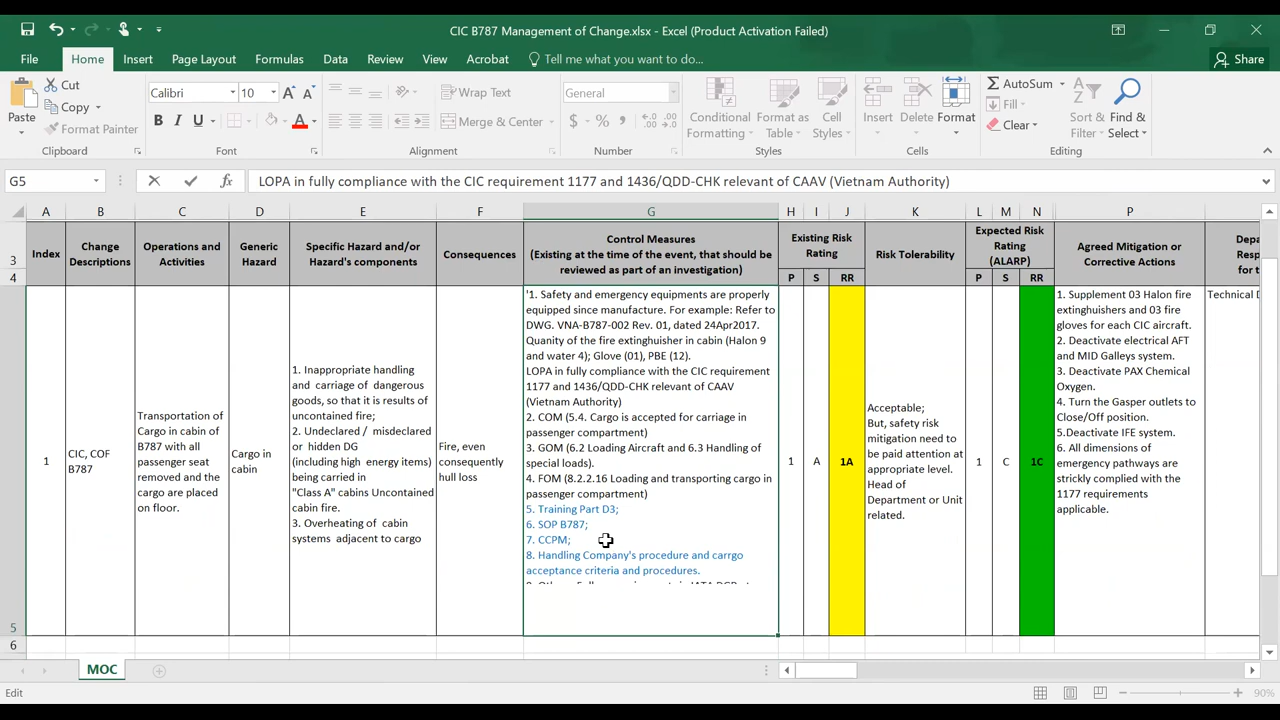 CIC B787 Management of Change.xlsx - Excel (Product Activation Failed)
File
Home
Insert
Page Layout
Formulas
Data
Review
View
Acrobat
Tell me what you want to do...
Share
Paste
Cut
Copy
Format Painter
Clipboard
Calibri
10
A
A
B
I
U
A
Font
Wrap Text
Merge & Center
Alignment
General
$
%
,
Number
Conditional
Formatting
Format as
Table
Cell
Styles
Styles
Insert
Delete
Format
Cells
AutoSum
Fill
Clear
Sort &
Filter
Find &
Select
Editing
G5
fx
LOPA in fully compliance with the CIC requirement 1177 and 1436/QDD-CHK relevant of CAAV (Vietnam Authority)
A
B
C
D
E
F
G
H
I
J
K
L
M
N
P
3
4
5
6
Index
Change
Descriptions
Operations and
Activities
Generic
Hazard
Specific Hazard and/or
Hazard's components
Consequences
Control Measures
(Existing at the time of the event, that should be
reviewed as part of an investigation)
Existing Risk
Rating
P
S
RR
Risk Tolerability
Expected Risk
Rating
(ALARP)
P
S
RR
Agreed Mitigation or
Corrective Actions
Depa
Resp
for t
1
CIC, COF
B787
Transportation of
Cargo in cabin of
B787 with all
passenger seat
removed and the
cargo are placed
on floor.
Cargo in
cabin
1. Inappropriate handling
and carriage of dangerous
goods, so that it is results of
uncontained fire;
2. Undeclared / misdeclared
or hidden DG
(including high energy items)
being carried in
"Class A" cabins Uncontained
cabin fire.
3. Overheating of cabin
systems adjacent to cargo
Fire, even
consequently
hull loss
'1. Safety and emergency equipments are properly
equipped since manufacture. For example: Refer to
DWG. VNA-B787-002 Rev. 01, dated 24Apr2017.
Quanity of the fire extinghuisher in cabin (Halon 9
and water 4); Glove (01), PBE (12).
LOPA in fully compliance with the CIC requirement
1177 and 1436/QDD-CHK relevant of CAAV
(Vietnam Authority)
2. COM (5.4. Cargo is accepted for carriage in
passenger compartment)
3. GOM (6.2 Loading Aircraft and 6.3 Handling of
special loads).
4. FOM (8.2.2.16 Loading and transporting cargo in
passenger compartment)
5. Training Part D3;
6. SOP B787;
7. CCPM;
8. Handling Company's procedure and carrgo
acceptance criteria and procedures.
1
A
1A
Acceptable;
But, safety risk
mitigation need to
be paid attention at
appropriate level.
Head of
Department or Unit
related.
1
C
1C
1. Supplement 03 Halon fire
extinghuishers and 03 fire
gloves for each CIC aircraft.
2. Deactivate electrical AFT
and MID Galleys system.
3. Deactivate PAX Chemical
Oxygen.
4. Turn the Gasper outlets to
Close/Off position.
5.Deactivate IFE system.
6. All dimensions of
emergency pathways are
strictly complied with the
1177 requirements
applicable.
Technical D
MOC
Edit
90%